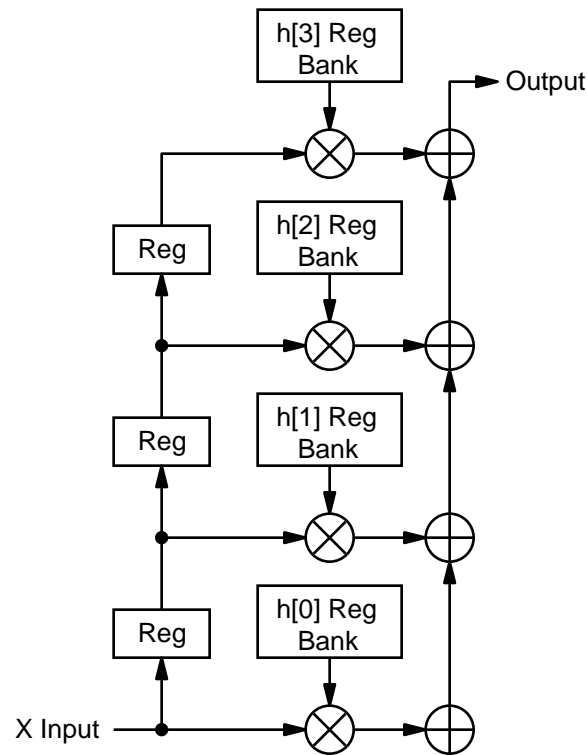 h[3] Reg
Bank
Output
Reg
h[2] Reg
Bank
Reg
h[1] Reg
Bank
Reg
h[0] Reg
Bank
X Input